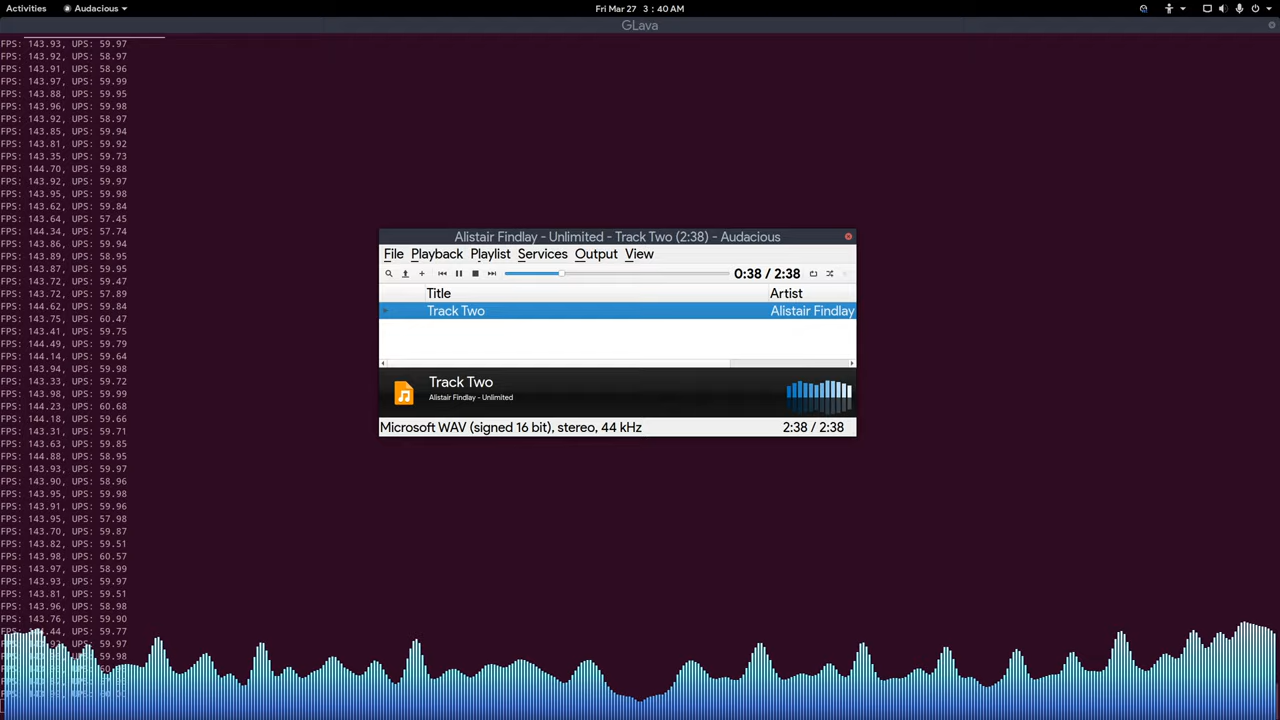 Activities Audacious Fri Mar 27 3:40 AM
GLava
FPS: 143.93, UPS: 59.97
FPS: 143.92, UPS: 58.97
FPS: 143.91, UPS: 58.96
FPS: 143.97, UPS: 59.99
FPS: 143.88, UPS: 59.95
FPS: 143.96, UPS: 59.98
FPS: 143.92, UPS: 58.97
FPS: 143.85, UPS: 59.94
FPS: 143.81, UPS: 59.92
FPS: 143.35, UPS: 59.73
FPS: 144.70, UPS: 59.88
FPS: 143.92, UPS: 59.97
FPS: 143.95, UPS: 59.98
FPS: 143.62, UPS: 59.84
FPS: 143.64, UPS: 57.45
FPS: 144.34, UPS: 57.74
FPS: 143.86, UPS: 59.94
FPS: 143.89, UPS: 58.95
FPS: 143.87, UPS: 59.95
FPS: 143.72, UPS: 59.47
FPS: 143.72, UPS: 57.89
FPS: 144.62, UPS: 59.84
FPS: 143.75, UPS: 60.47
FPS: 143.41, UPS: 59.75
FPS: 144.49, UPS: 59.79
FPS: 144.14, UPS: 59.64
FPS: 143.94, UPS: 59.98
FPS: 143.33, UPS: 59.72
FPS: 143.98, UPS: 59.99
FPS: 144.23, UPS: 60.68
FPS: 144.18, UPS: 59.66
FPS: 143.31, UPS: 59.71
FPS: 143.63, UPS: 59.85
FPS: 144.88, UPS: 58.95
FPS: 143.93, UPS: 59.97
FPS: 143.90, UPS: 58.96
FPS: 143.95, UPS: 59.98
FPS: 143.91, UPS: 59.96
FPS: 143.95, UPS: 57.98
FPS: 143.70, UPS: 59.87
FPS: 143.82, UPS: 59.51
FPS: 143.98, UPS: 60.57
FPS: 143.97, UPS: 58.99
FPS: 143.93, UPS: 59.97
FPS: 143.81, UPS: 59.51
FPS: 143.96, UPS: 58.98
FPS: 143.76, UPS: 59.90
UPS: 59.77
UPS: 59.97
Alistair Findlay - Unlimited - Track Two (2:38) - Audacious
File Playback Playlist Services Output View
0:38 / 2:38
Title Artist
Track Two Alistair Findlay
Track Two
Alistair Findlay - Unlimited
Microsoft WAV (signed 16 bit), stereo, 44 kHz 2:38 / 2:38